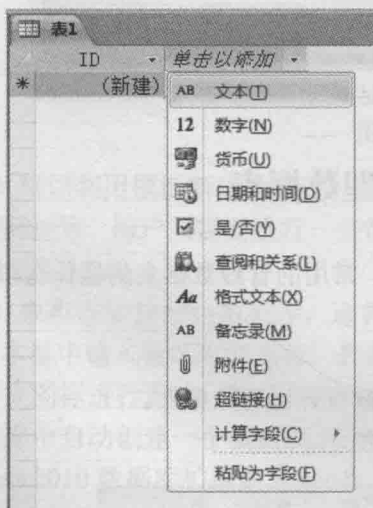 表1
ID 单击以添加
* (新建)
AB 文本(T)
12 数字(N)
货币(U)
日期和时间(D)
是/否(Y)
查阅和关系(L)
Aa 格式文本(X)
AB 备忘录(M)
附件(E)
超链接(H)
计算字段(C)
粘贴为字段(F)